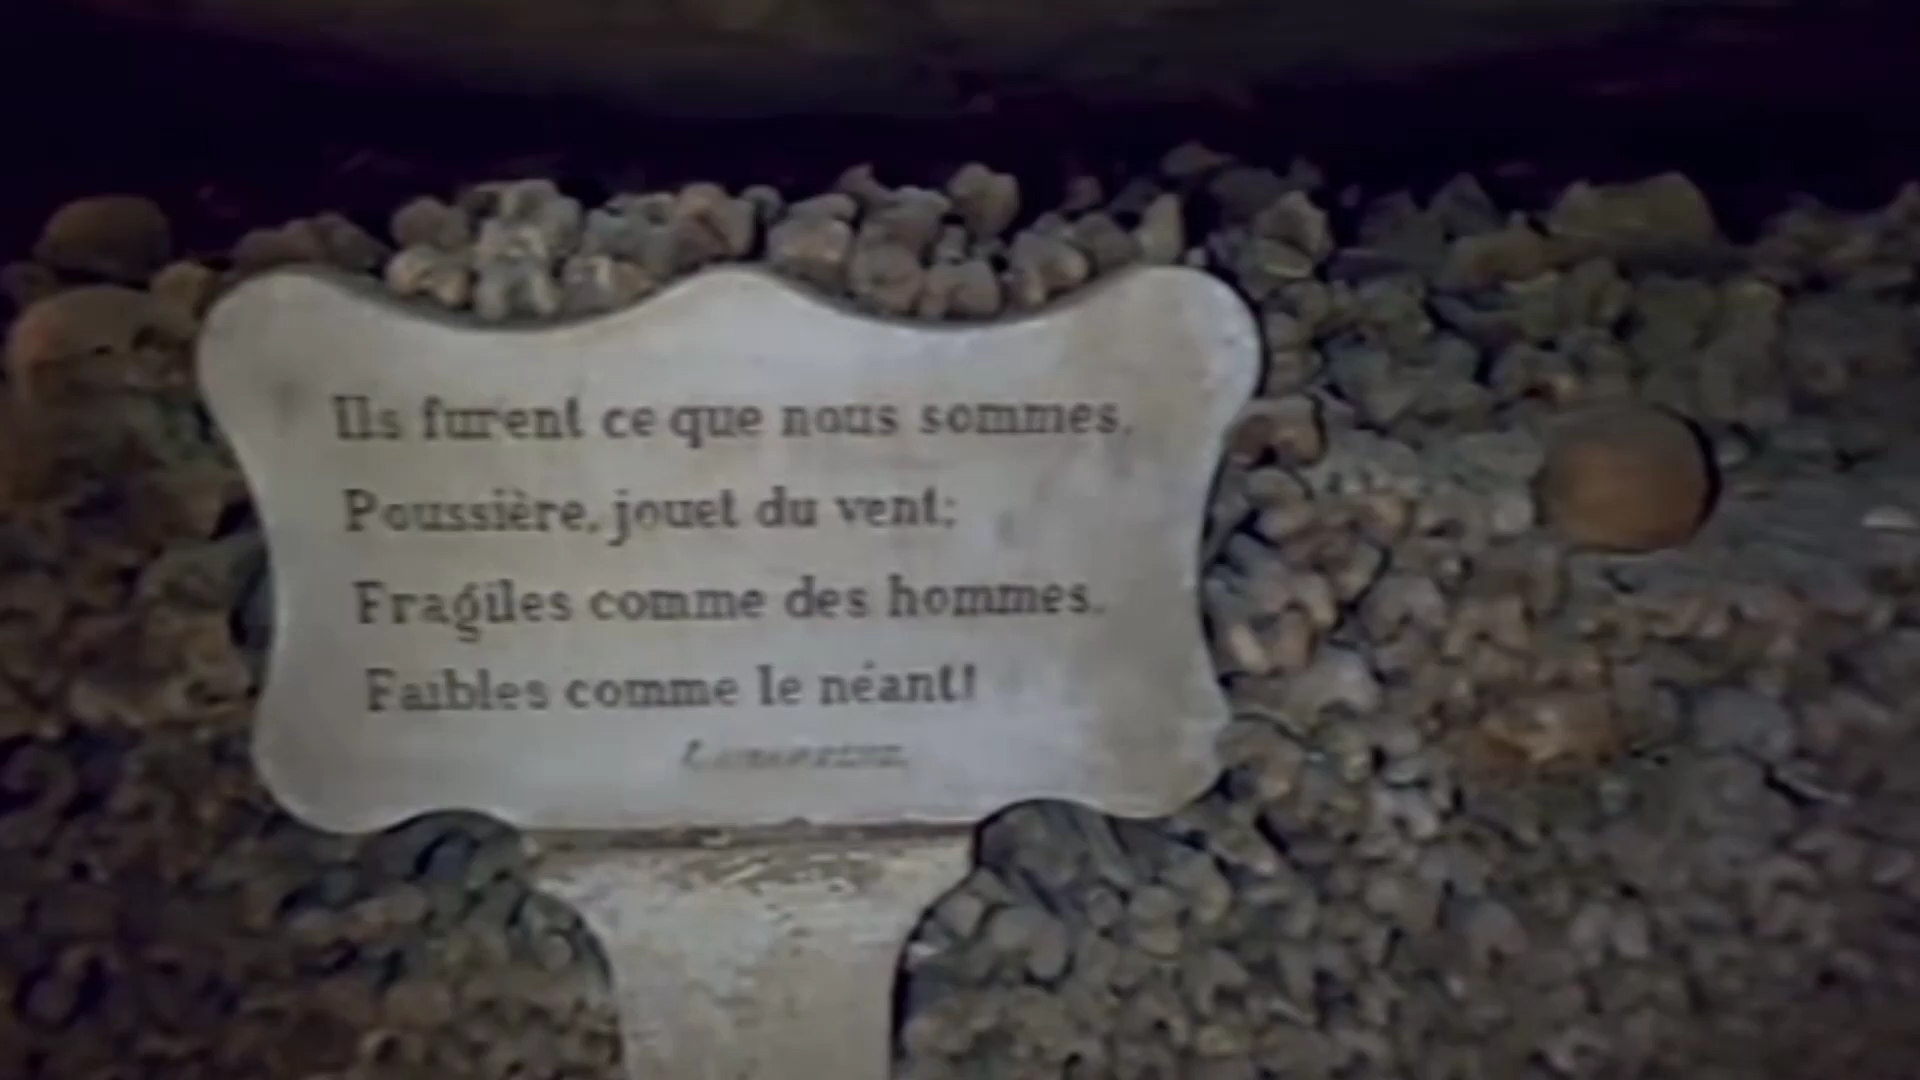 Ils furent ce que nous sommes,
Poussière, jouet du vent;
Fragiles comme des hommes,
Faibles comme le néant!